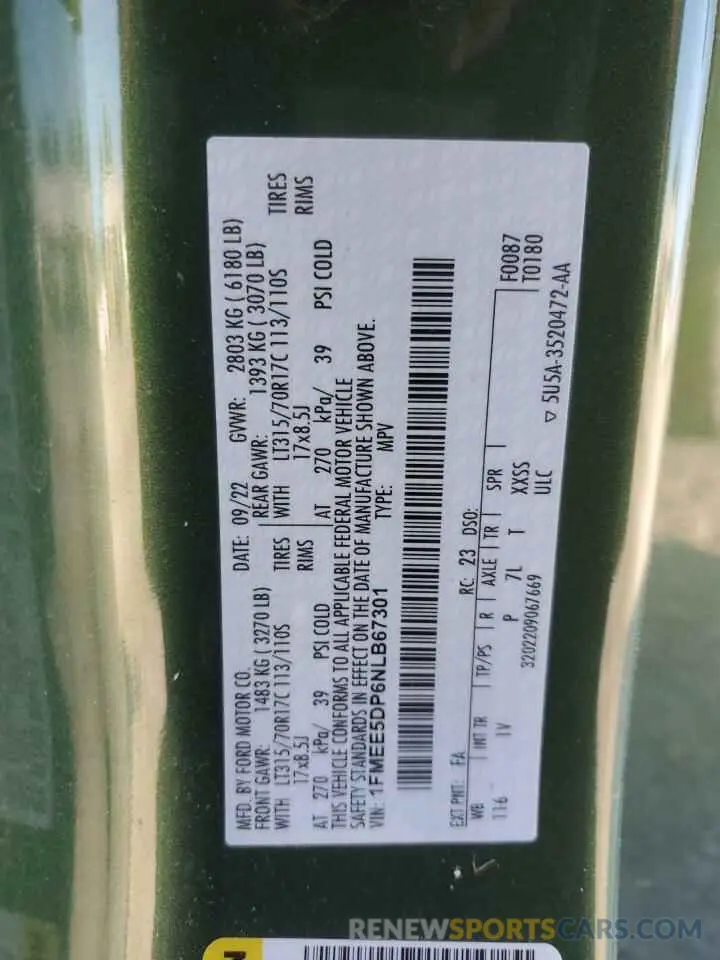 MFD. BY FORD MOTOR CO.
DATE: 09/22 GVWR: 2803 KG ( 6180 LB)
FRONT GAWR: 1483 KG ( 3270 LB)
REAR GAWR: 1393 KG ( 3070 LB)
WITH LT315/70R17C 113/110S TIRES
WITH LT315/70R17C 113/110S TIRES
17x8.5J RIMS
17x8.5J RIMS
AT 270 kPa/ 39 PSI COLD
AT 270 kPa/ 39 PSI COLD
THIS VEHICLE CONFORMS TO ALL APPLICABLE FEDERAL MOTOR VEHICLE
SAFETY STANDARDS IN EFFECT ON THE DATE OF MANUFACTURE SHOWN ABOVE.
VIN: 1FMEE5DP6NLB67301 TYPE: MPV
EXT PNT: FA RC: 23 DSO:
WB INT TR TP/PS R AXLE TR SPR F0087
116 1V P 7L T XXSS T0180
ULC
3202209067669 ▽ 5U5A-3520472-AA
RENEWSPORTSCARS.COM